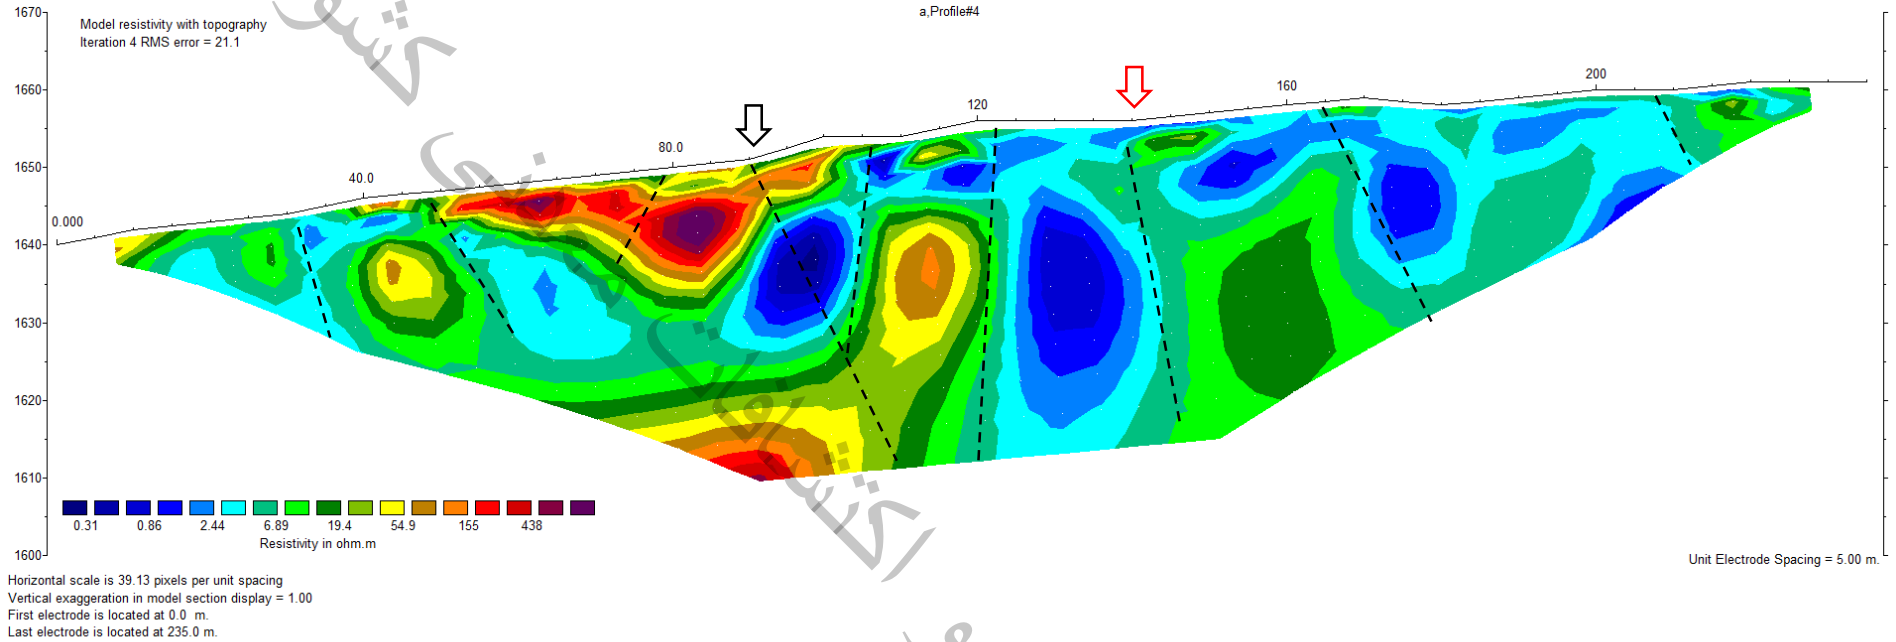 a,Profile#4
Model resistivity with topography
Iteration 4 RMS error = 21.1
1670
1660
1650
1640
1630
1620
1610
1600
0.000
40.0
80.0
120
160
200
0.31 0.86 2.44 6.89 19.4 54.9 155 438
Resistivity in ohm.m
Unit Electrode Spacing = 5.00 m.
Horizontal scale is 39.13 pixels per unit spacing
Vertical exaggeration in model section display = 1.00
First electrode is located at 0.0 m.
Last electrode is located at 235.0 m.